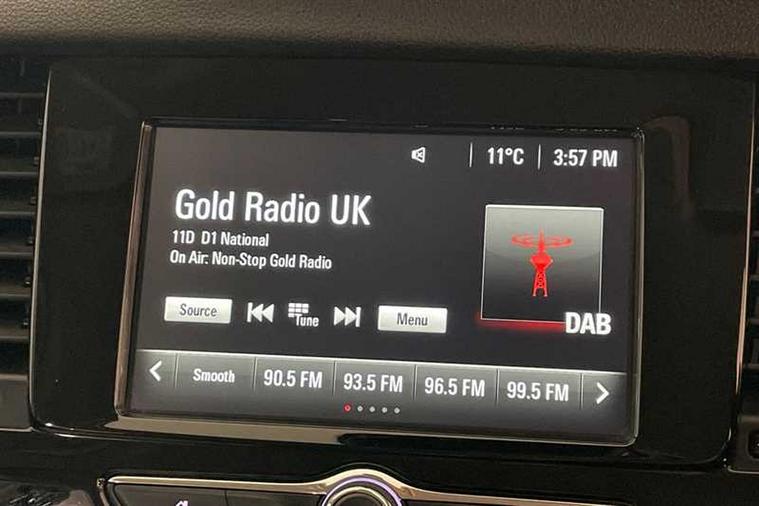 11°C 3:57 PM
Gold Radio UK
11D D1 National
On Air: Non-Stop Gold Radio
DAB
Source Tune Menu
Smooth 90.5 FM 93.5 FM 96.5 FM 99.5 FM